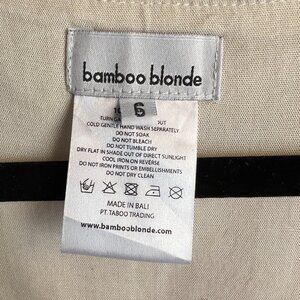 bamboo blonde
6
TURN OUT
COLD GENTLE HAND WASH SEPARATELY
DO NOT SOAK
DO NOT BLEACH
DO NOT TUMBLE DRY
DRY FLAT IN SHADE OUT OF DIRECT SUNLIGHT
COOL IRON ON REVERSE
DO NOT IRON PRINTS OR EMBELLISHMENTS
DO NOT DRY CLEAN
MADE IN BALI
PT. TABOO TRADING
www.bambooblonde.com